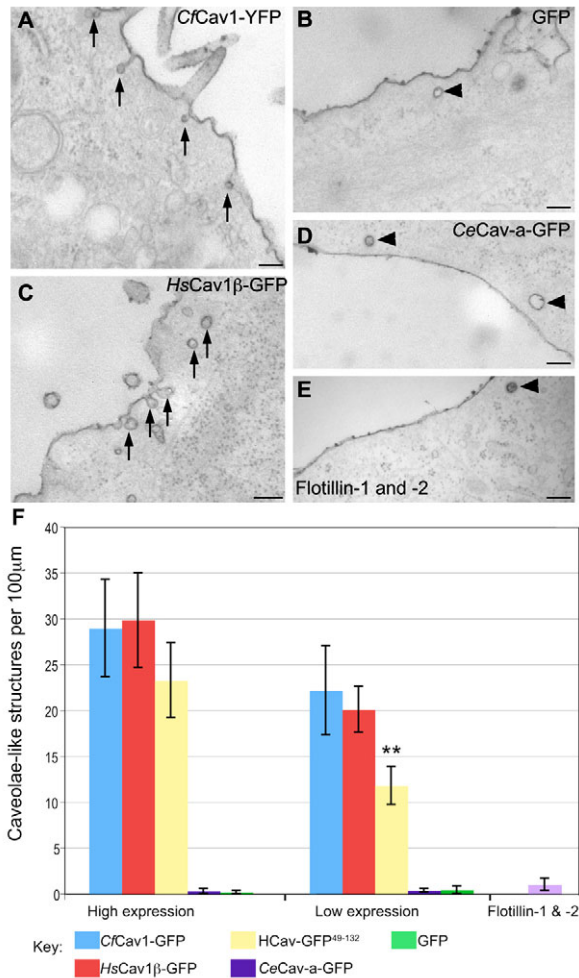 A
CfCav1-YFP
B
GFP
C
HsCav1β-GFP
D
CeCav-a-GFP
E
Flotillin-1 and -2
F
Caveolae-like structures per 100μm
40
35
30
25
20
15
10
5
0
**
High expression
Low expression
Flotillin-1 & -2
Key:
CfCav1-GFP
HCav-GFP49-132
GFP
HsCav1β-GFP
CeCav-a-GFP